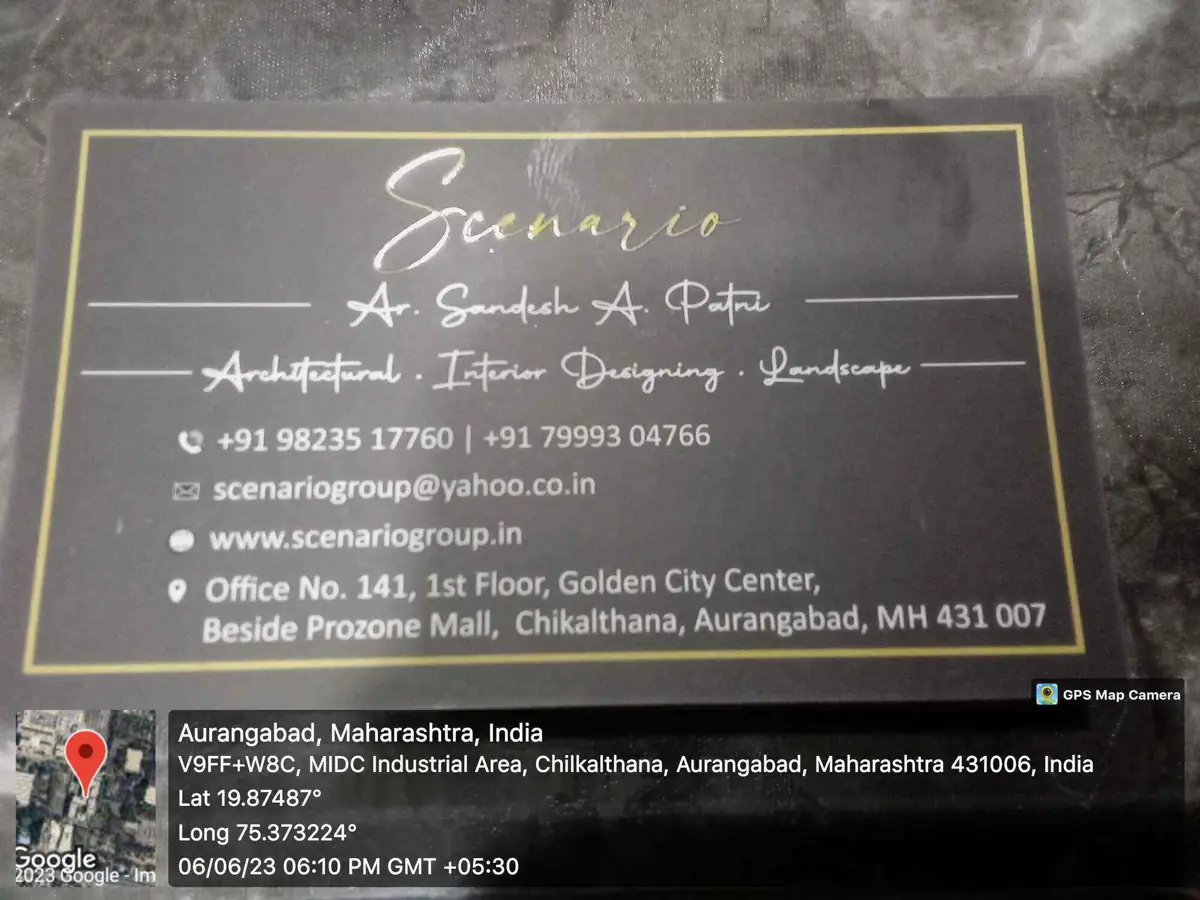 Scenario
Ar. Sandesh A. Patni
Architectural . Interior Designing . Landscape
+91 98235 17760 | +91 79993 04766
scenariogroup@yahoo.co.in
www.scenariogroup.in
Office No. 141, 1st Floor, Golden City Center,
Beside Prozone Mall, Chikalthana, Aurangabad, MH 431 007
GPS Map Camera
Aurangabad, Maharashtra, India
V9FF+W8C, MIDC Industrial Area, Chilkalthana, Aurangabad, Maharashtra 431006, India
Lat 19.87487°
Long 75.373224°
06/06/23 06:10 PM GMT +05:30
Google
2023 Google - Im